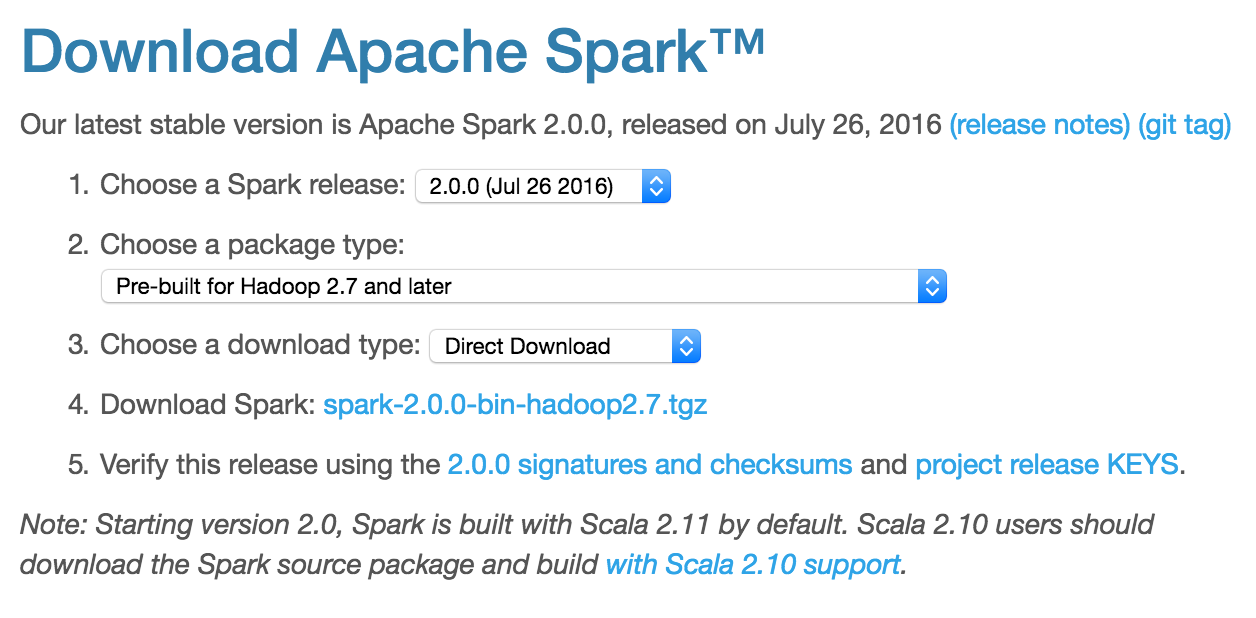 Download Apache Spark™
Our latest stable version is Apache Spark 2.0.0, released on July 26, 2016 (release notes) (git tag)
1. Choose a Spark release: 2.0.0 (Jul 26 2016)
2. Choose a package type:
Pre-built for Hadoop 2.7 and later
3. Choose a download type: Direct Download
4. Download Spark: spark-2.0.0-bin-hadoop2.7.tgz
5. Verify this release using the 2.0.0 signatures and checksums and project release KEYS.
Note: Starting version 2.0, Spark is built with Scala 2.11 by default. Scala 2.10 users should
download the Spark source package and build with Scala 2.10 support.